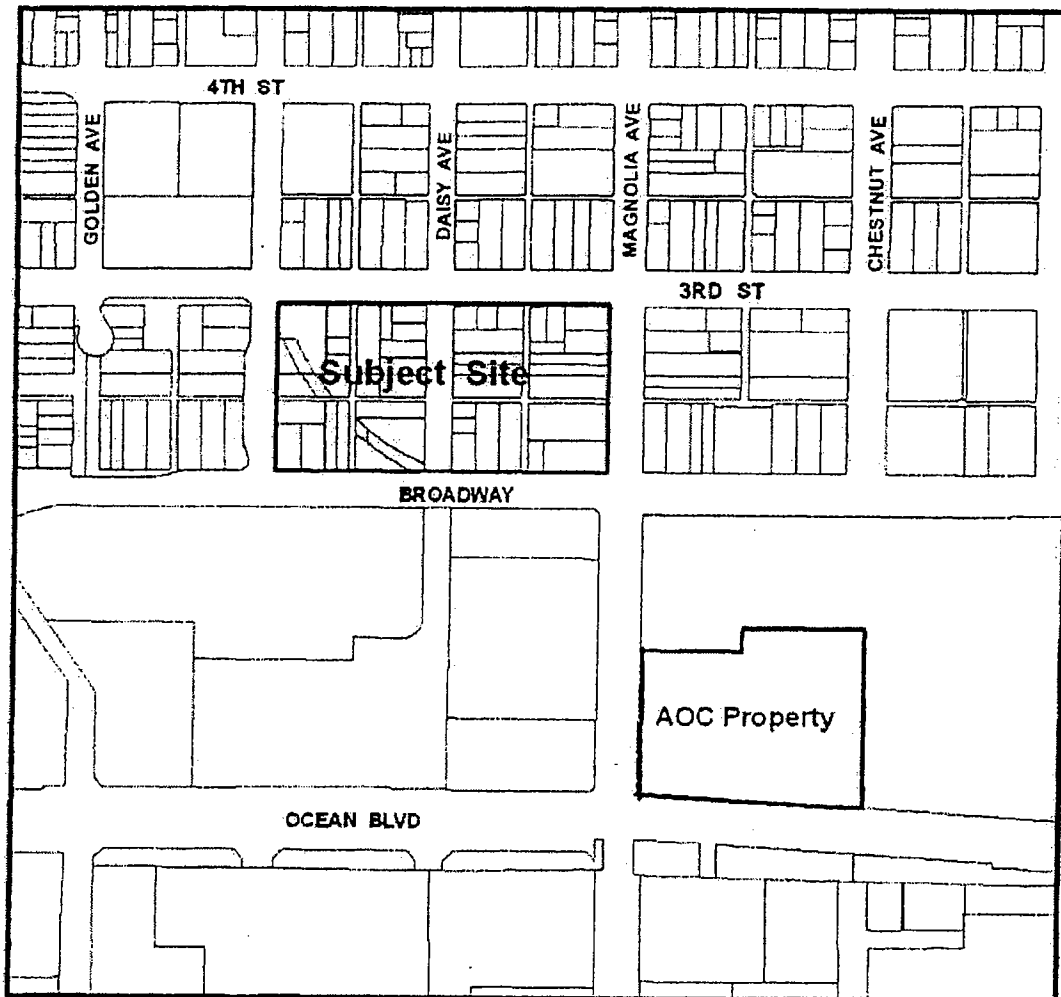 4TH ST
GOLDEN AVE
DAISY AVE
MAGNOLIA AVE
CHESTNUT AVE
3RD ST
Subject Site
BROADWAY
AOC Property
OCEAN BLVD